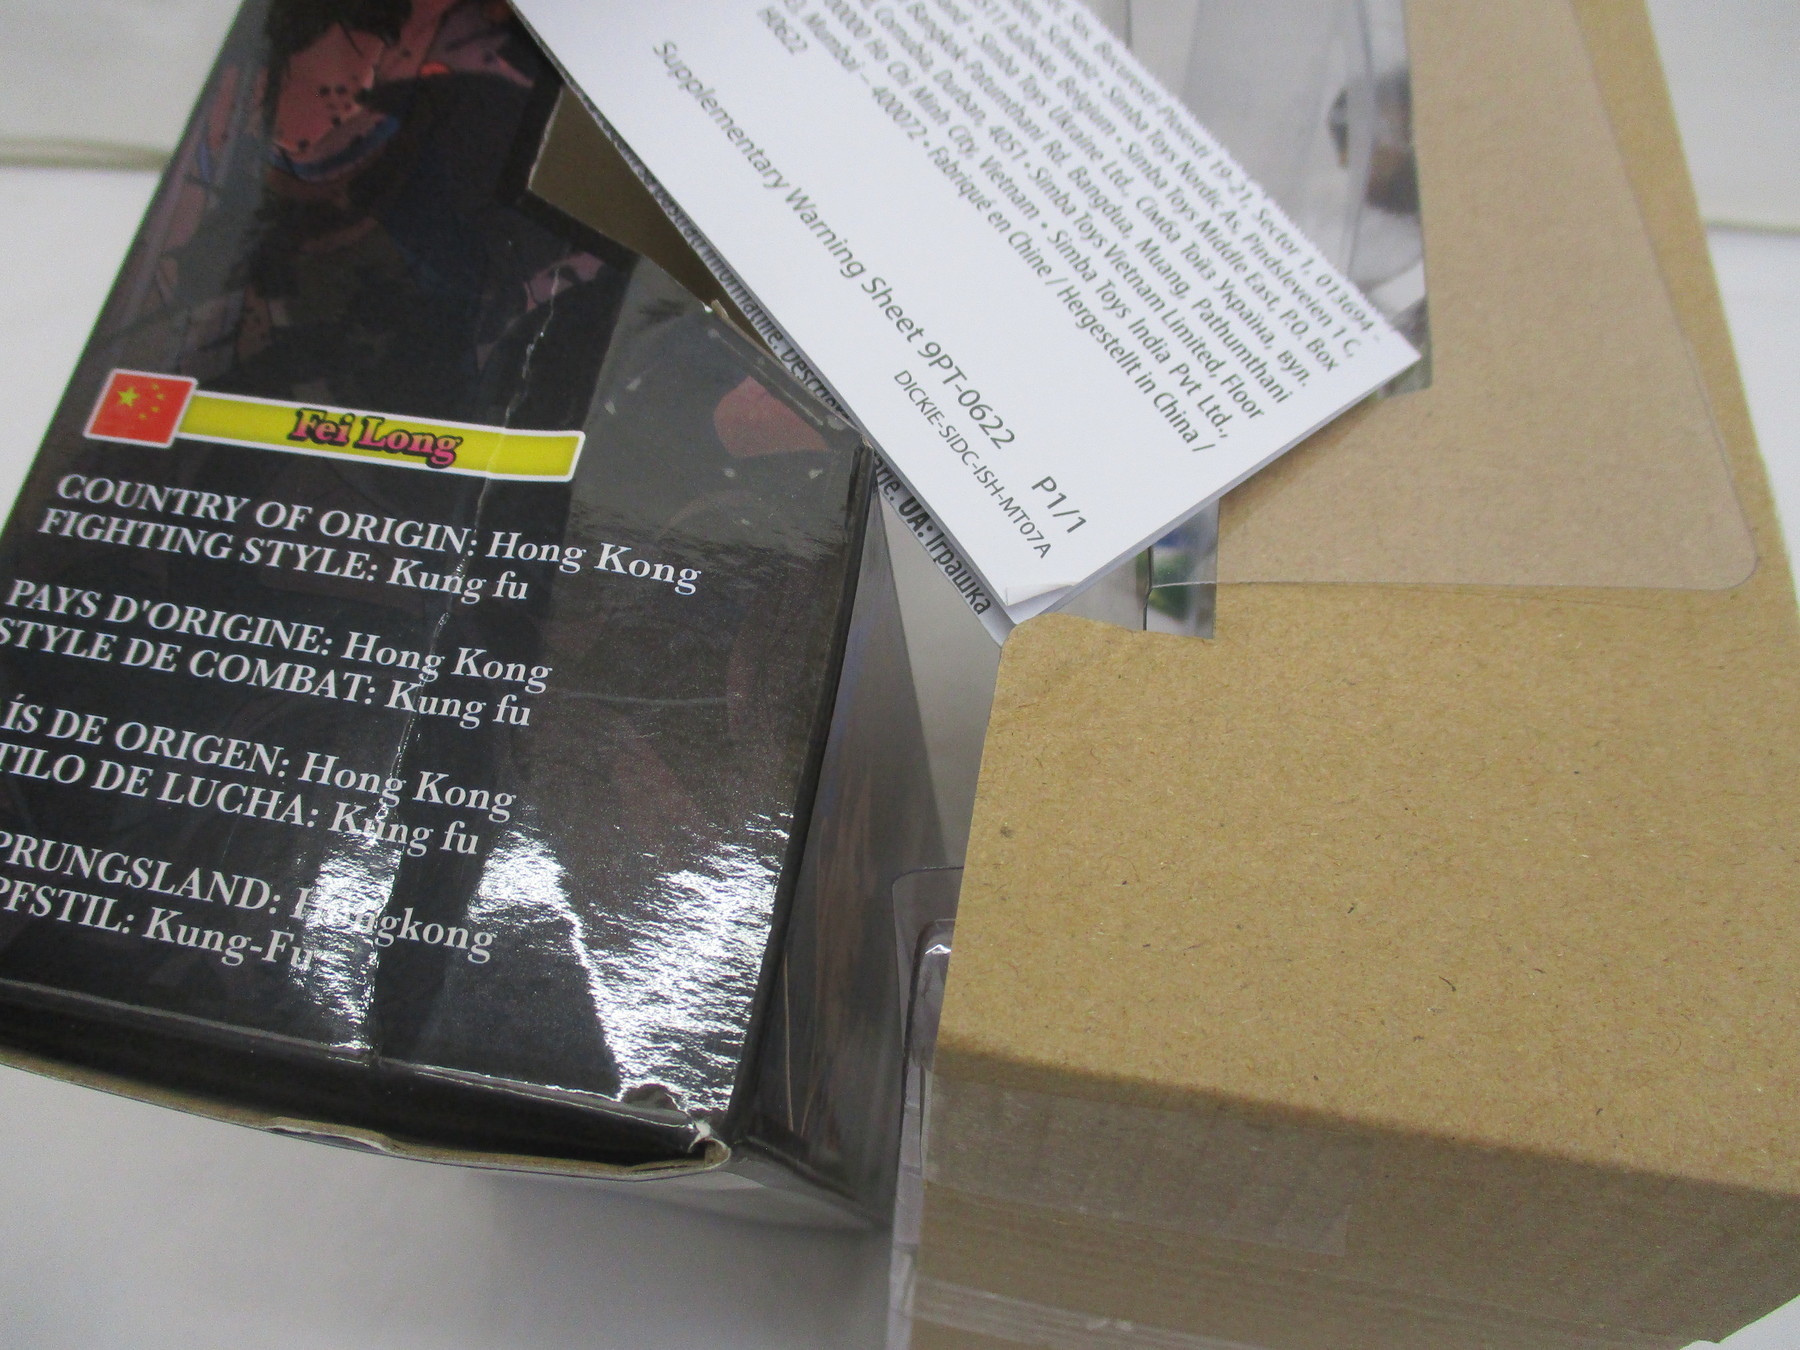 Fei Long
COUNTRY OF ORIGIN: Hong Kong
FIGHTING STYLE: Kung fu
PAYS D'ORIGINE: Hong Kong
STYLE DE COMBAT: Kung fu
ÍS DE ORIGEN: Hong Kong
TILO DE LUCHA: Kung fu
PRUNGSLAND: Hongkong
PFSTIL: Kung-Fu
Sos. Bucuresti-Ploiesti 19-21, Sector 1, 013694 -
Schweiz • Simba Toys Nordic As, Pindsleveien 1 C,
Aalbeke, Belgium • Simba Toys Middle East, P.O. Box
• Simba Toys Ukraine Ltd., Сімба Тойз Україна, вул.
Bangkok-Patumthani Rd. Bangdua, Muang, Pathumthani
Durban, 4051 • Simba Toys Vietnam Limited, Floor
00000 Ho Chi Minh City, Vietnam • Simba Toys India Pvt Ltd.,
Mumbai – 400072 • Fabriqué en Chine / Hergestellt in China /
H0622
Supplementary Warning Sheet 9PT-0622 P1/1
DICKIE-SIDC-ISH-MT07A
UA: Іграшка